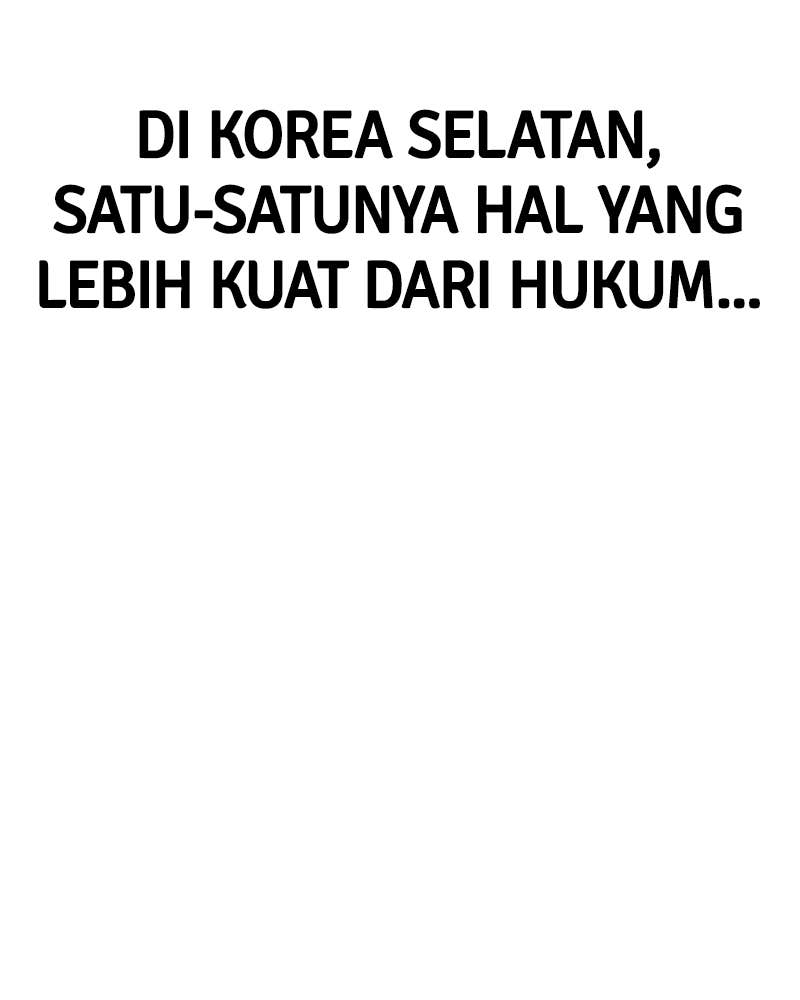 DI KOREA SELATAN,
SATU-SATUNYA HAL YANG
LEBIH KUAT DARI HUKUM...